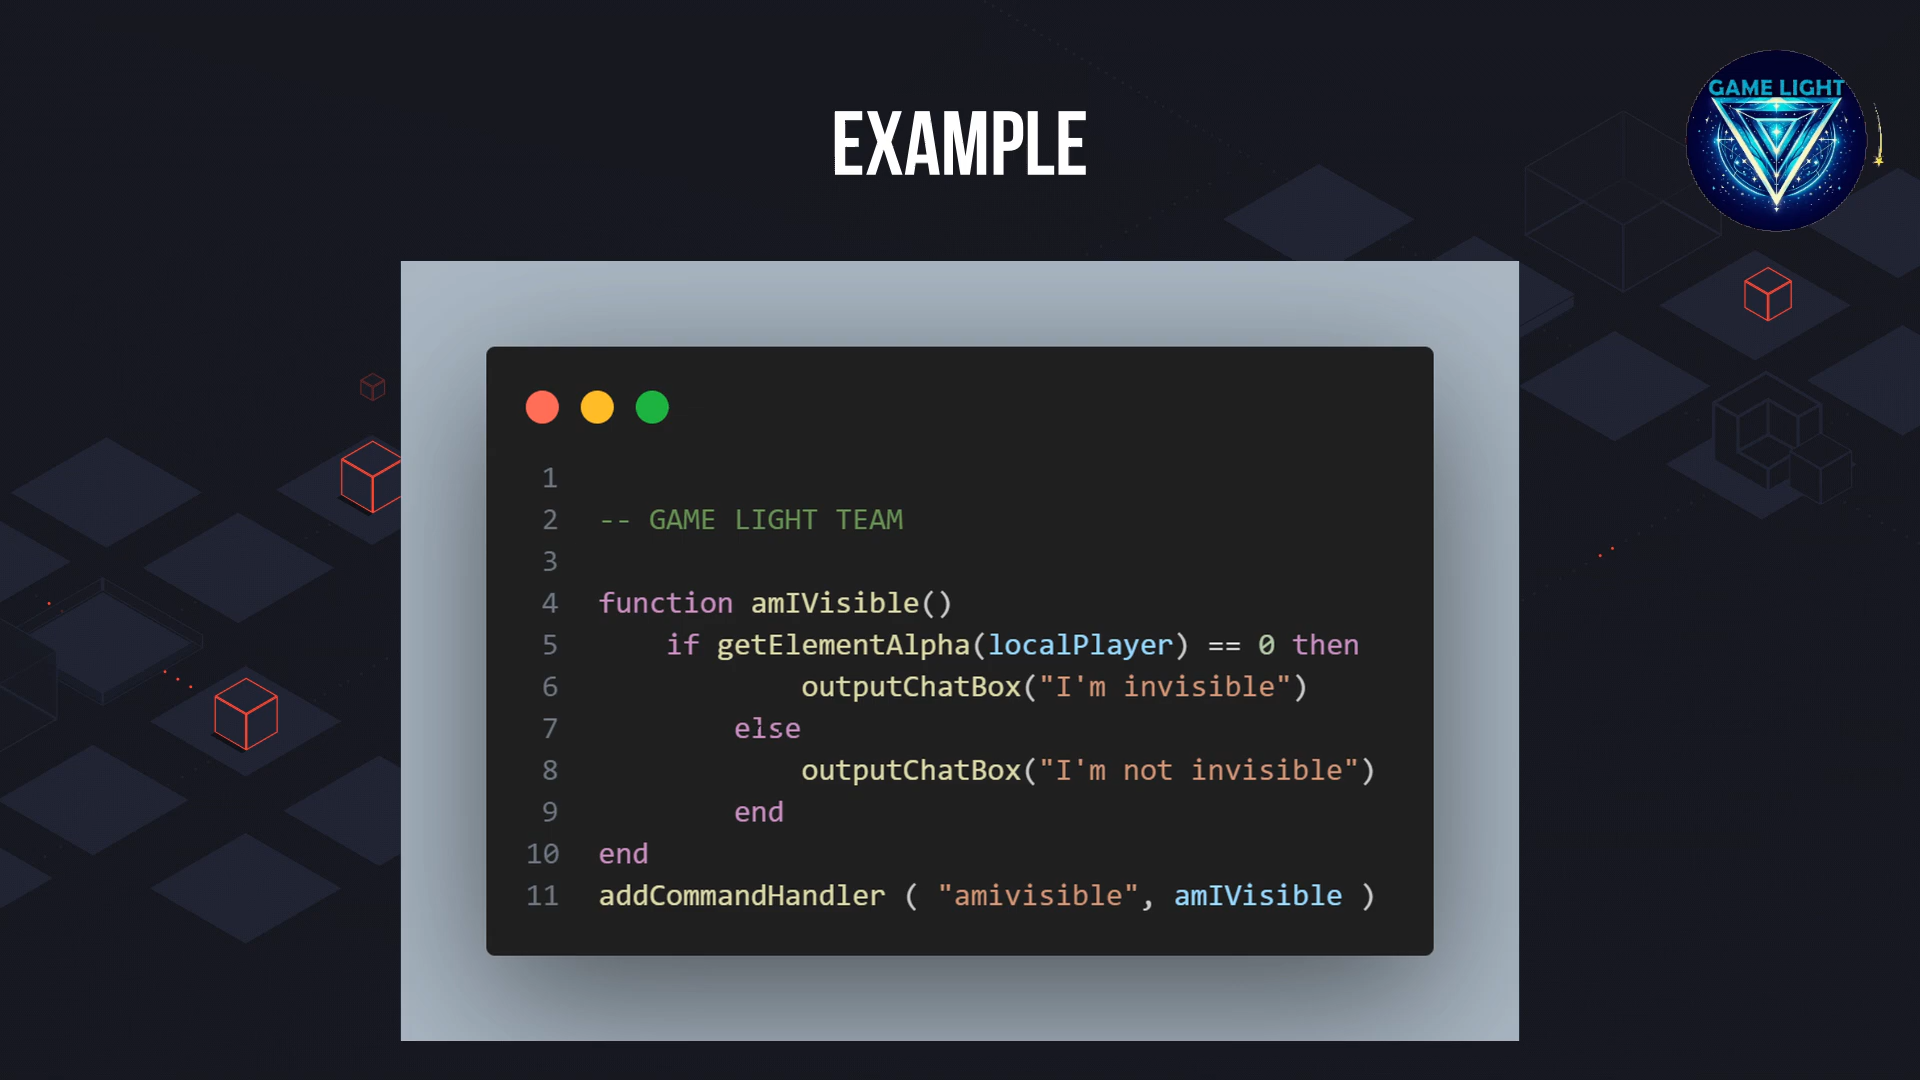 GAME LIGHT
EXAMPLE
1
2 -- GAME LIGHT TEAM
3
4 function amIVisible()
5     if getElementAlpha(localPlayer) == 0 then
6             outputChatBox("I'm invisible")
7         else
8             outputChatBox("I'm not invisible")
9         end
10 end
11 addCommandHandler ( "amivisible", amIVisible )